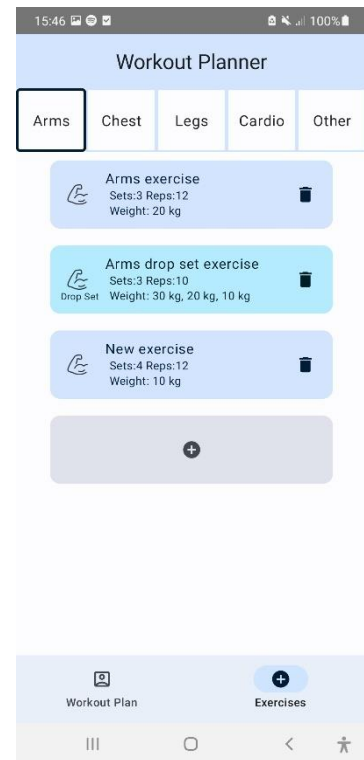 15:46 100%
Workout Planner
Arms Chest Legs Cardio Other
Arms exercise
Sets:3 Reps:12
Weight: 20 kg
Arms drop set exercise
Sets:3 Reps:10
Drop Set Weight: 30 kg, 20 kg, 10 kg
New exercise
Sets:4 Reps:12
Weight: 10 kg
Workout Plan Exercises